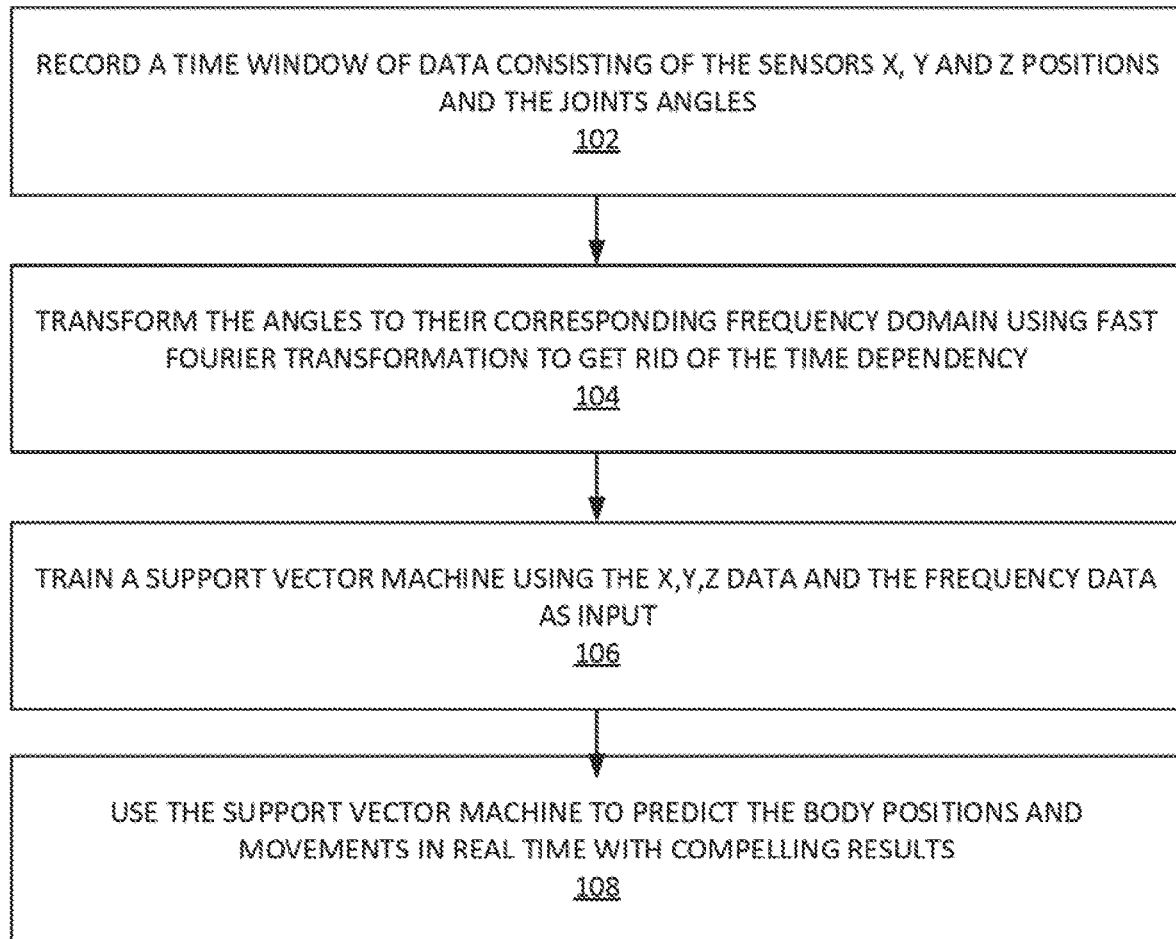 RECORD A TIME WINDOW OF DATA CONSISTING OF THE SENSORS X, Y AND Z POSITIONS
AND THE JOINTS ANGLES
102
TRANSFORM THE ANGLES TO THEIR CORRESPONDING FREQUENCY DOMAIN USING FAST
FOURIER TRANSFORMATION TO GET RID OF THE TIME DEPENDENCY
104
TRAIN A SUPPORT VECTOR MACHINE USING THE X,Y,Z DATA AND THE FREQUENCY DATA
AS INPUT
106
USE THE SUPPORT VECTOR MACHINE TO PREDICT THE BODY POSITIONS AND
MOVEMENTS IN REAL TIME WITH COMPELLING RESULTS
108